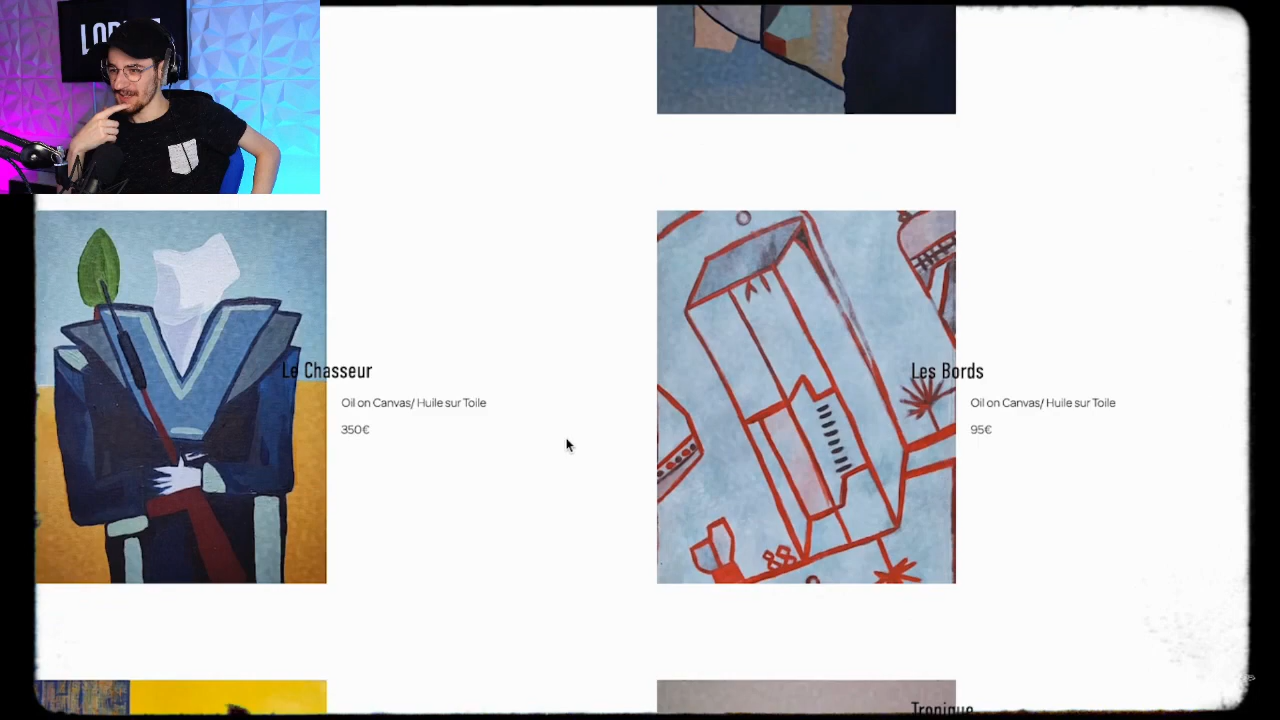 Le Chasseur
Oil on Canvas/ Huile sur Toile
350€
Les Bords
Oil on Canvas/ Huile sur Toile
95€